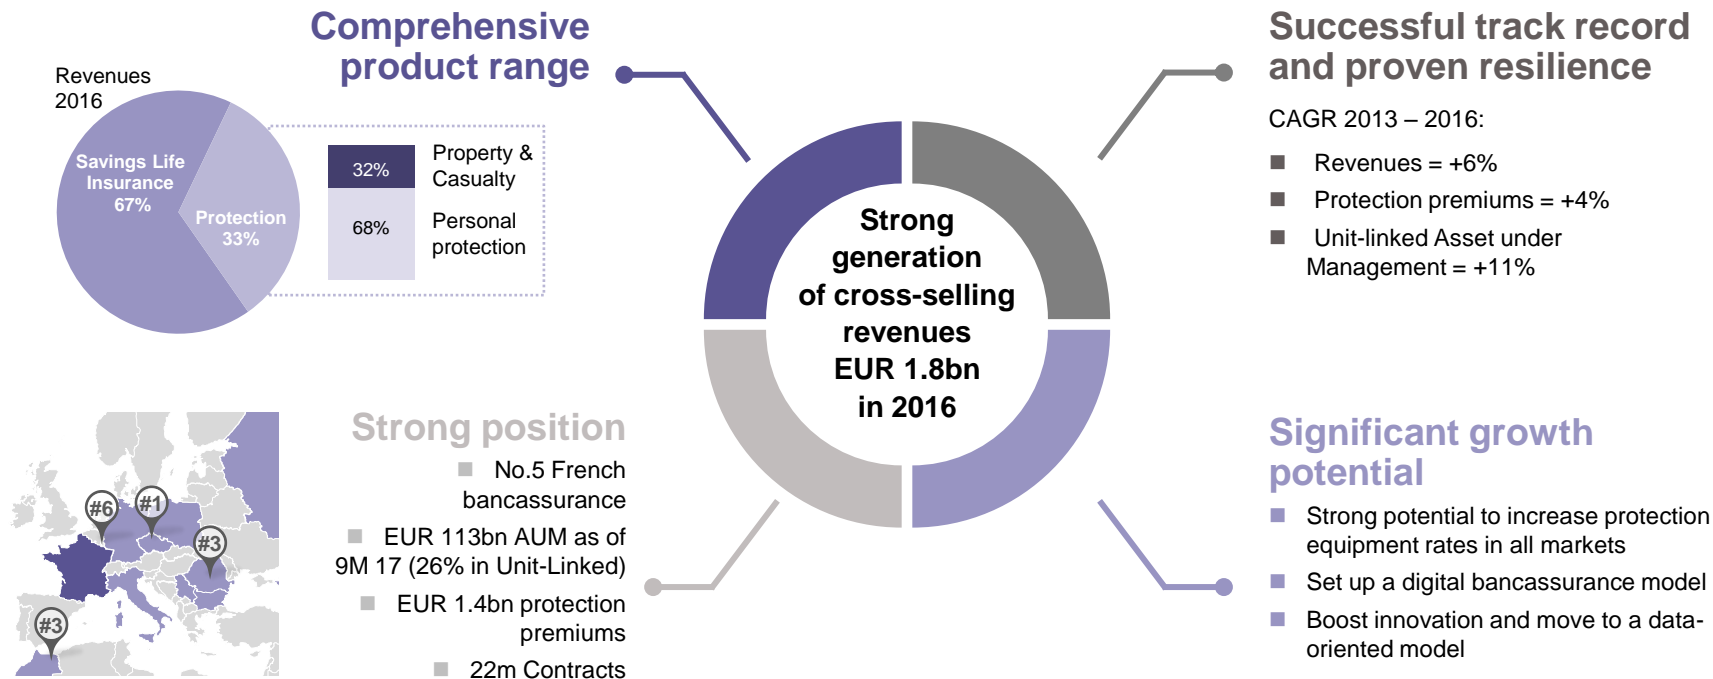 Comprehensive
product range
Revenues
2016
Savings Life
Insurance
67%
Protection
33%
32%
Property &
Casualty
68%
Personal
protection
Successful track record
and proven resilience
CAGR 2013 – 2016:
■ Revenues = +6%
■ Protection premiums = +4%
■ Unit-linked Asset under
Management = +11%
Strong
generation
of cross-selling
revenues
EUR 1.8bn
in 2016
Strong position
■ No.5 French
bancassurance
■ EUR 113bn AUM as of
9M 17 (26% in Unit-Linked)
■ EUR 1.4bn protection
premiums
■ 22m Contracts
#6
#1
#3
#3
Significant growth
potential
■ Strong potential to increase protection
equipment rates in all markets
■ Set up a digital bancassurance model
■ Boost innovation and move to a data-
oriented model